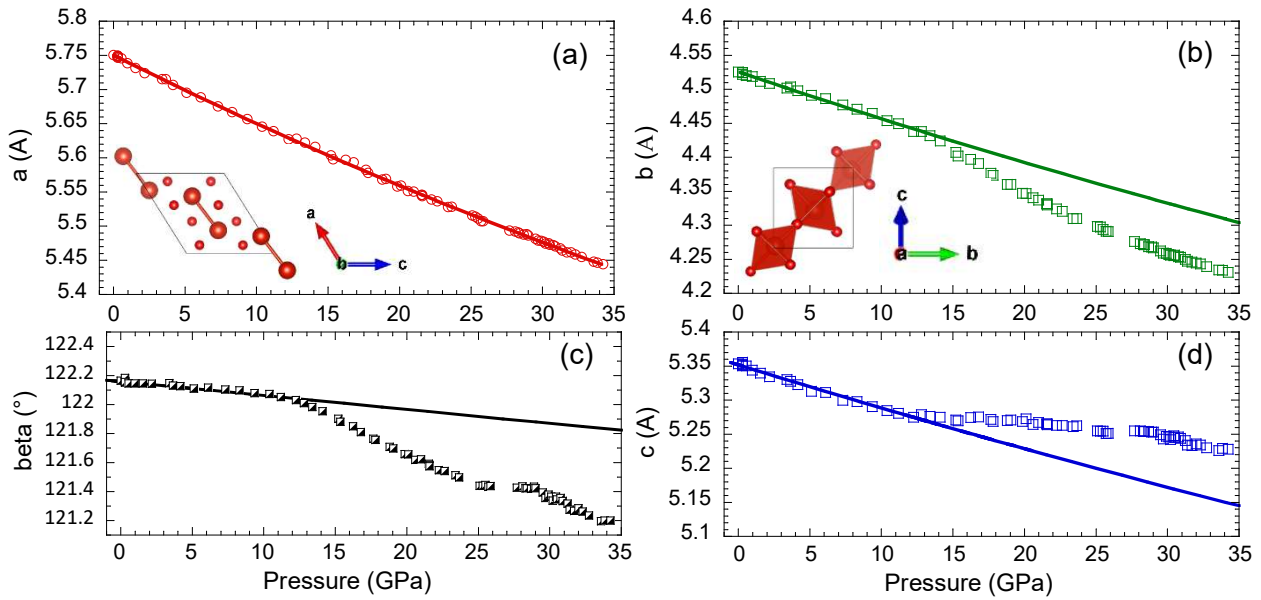 (a)
a (A)
5.8
5.75
5.7
5.65
5.6
5.55
5.5
5.45
5.4
a
b
c
0 5 10 15 20 25 30 35
(b)
b (A)
4.6
4.55
4.5
4.45
4.4
4.35
4.3
4.25
4.2
c
a
b
0 5 10 15 20 25 30 35
(c)
beta (°)
122.4
122.2
122
121.8
121.6
121.4
121.2
0 5 10 15 20 25 30 35
Pressure (GPa)
(d)
c (A)
5.4
5.35
5.3
5.25
5.2
5.15
5.1
0 5 10 15 20 25 30 35
Pressure (GPa)